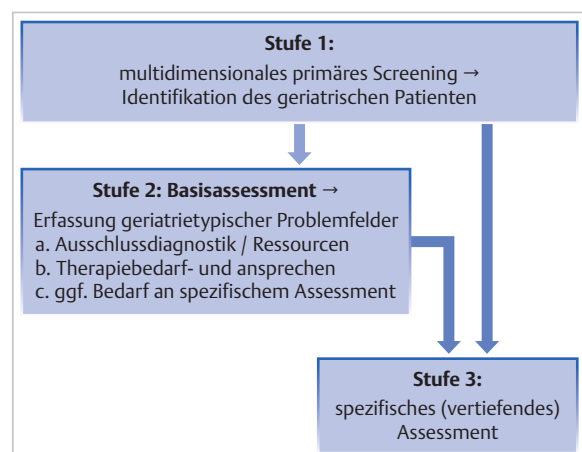 Stufe 1:
multidimensionales primäres Screening →
Identifikation des geriatrischen Patienten
Stufe 2: Basisassessment →
Erfassung geriatrietypischer Problemfelder
a. Ausschlussdiagnostik / Ressourcen
b. Therapiebedarf- und ansprechen
c. ggf. Bedarf an spezifischem Assessment
Stufe 3:
spezifisches (vertiefendes)
Assessment